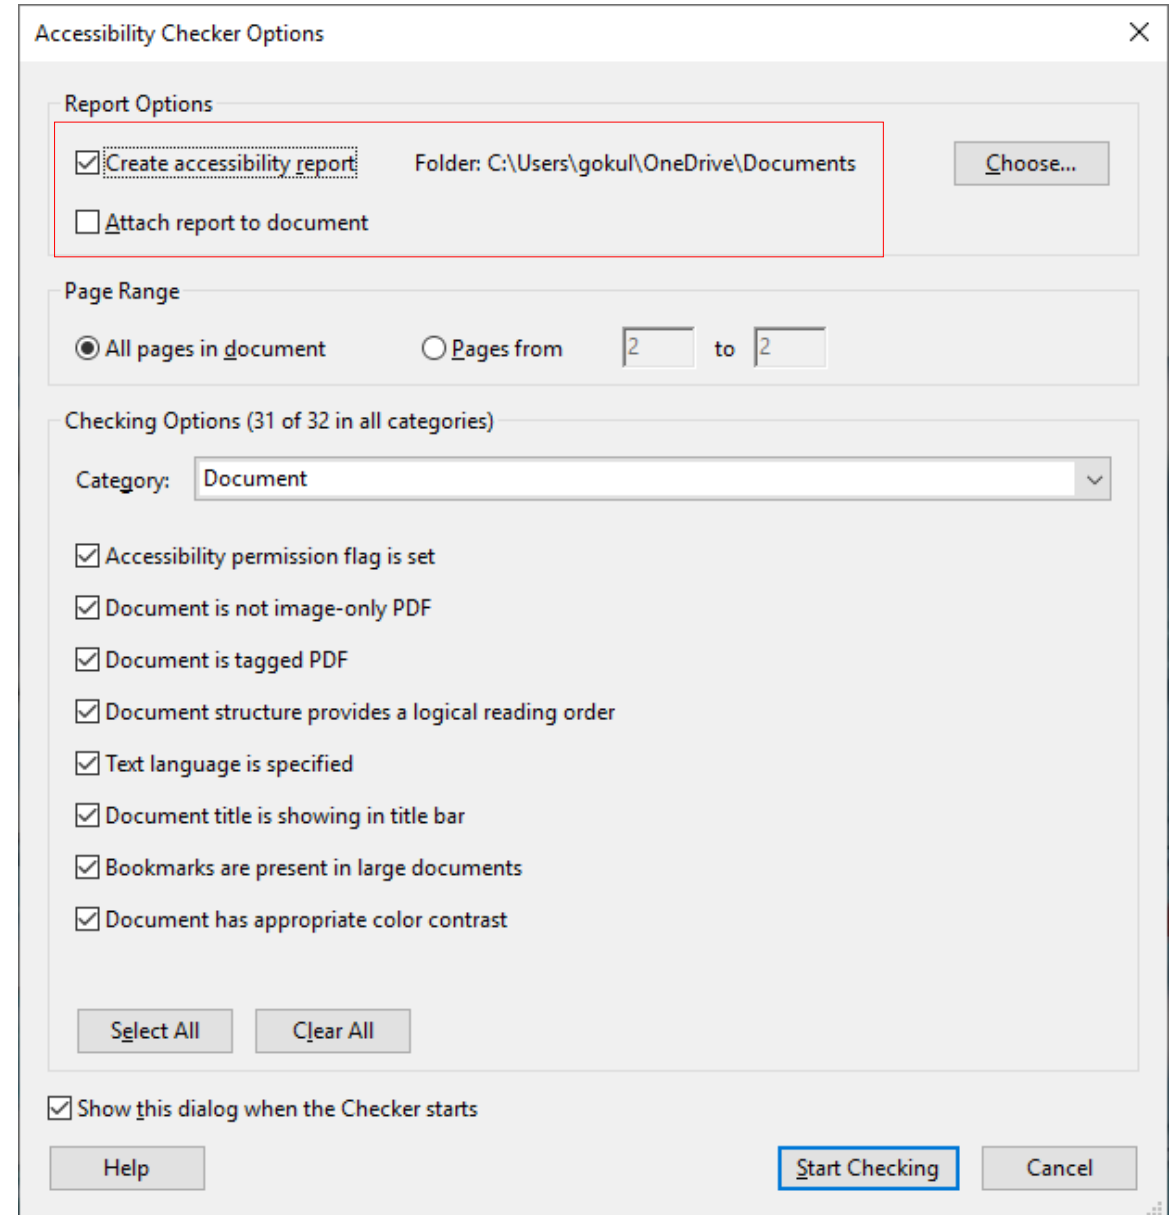 Accessibility Checker Options
Report Options
Create accessibility report Folder: C:\Users\gokul\OneDrive\Documents Choose...
Attach report to document
Page Range
All pages in document Pages from 2 to 2
Checking Options (31 of 32 in all categories)
Category: Document
Accessibility permission flag is set
Document is not image-only PDF
Document is tagged PDF
Document structure provides a logical reading order
Text language is specified
Document title is showing in title bar
Bookmarks are present in large documents
Document has appropriate color contrast
Select All Clear All
Show this dialog when the Checker starts
Help Start Checking Cancel